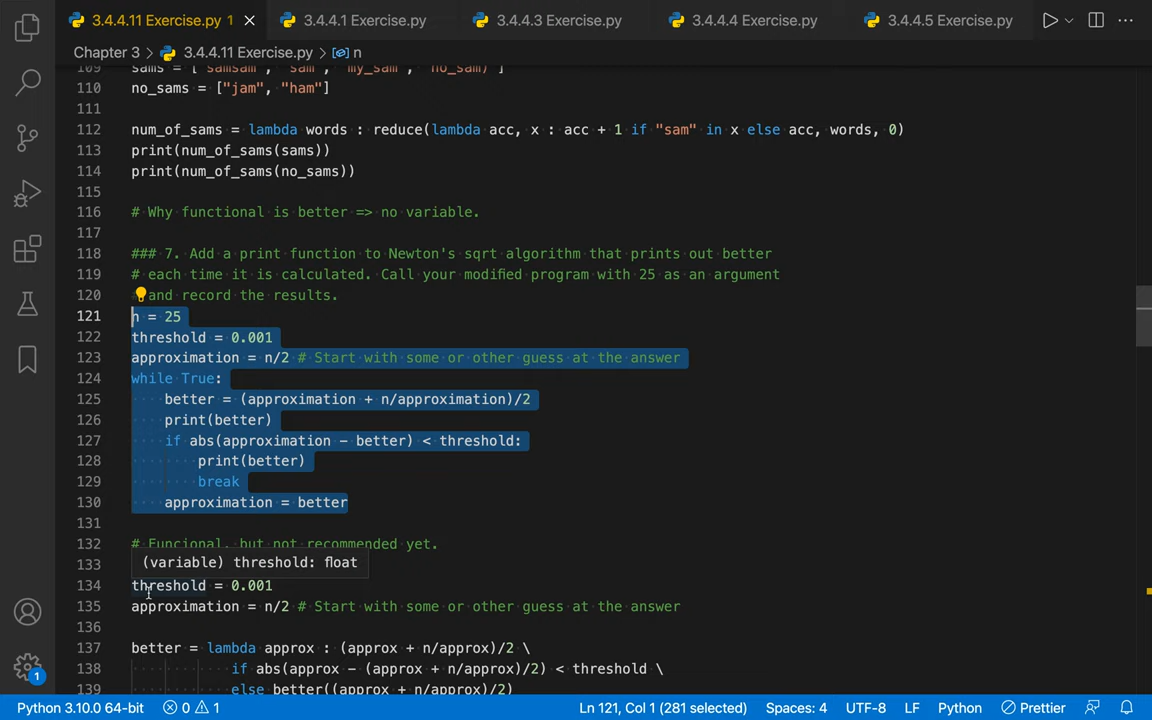 3.4.4.11 Exercise.py 1
3.4.4.1 Exercise.py
3.4.4.3 Exercise.py
3.4.4.4 Exercise.py
3.4.4.5 Exercise.py
Chapter 3 > 3.4.4.11 Exercise.py > n
109 sams = ["samsam", "sam", "my_sam", "no_sam)"]
110 no_sams = ["jam", "ham"]
111
112 num_of_sams = lambda words : reduce(lambda acc, x : acc + 1 if "sam" in x else acc, words, 0)
113 print(num_of_sams(sams))
114 print(num_of_sams(no_sams))
115
116 # Why functional is better => no variable.
117
118 ### 7. Add a print function to Newton's sqrt algorithm that prints out better
119 # each time it is calculated. Call your modified program with 25 as an argument
120 and record the results.
121 n = 25
122 threshold = 0.001
123 approximation = n/2 # Start with some or other guess at the answer
124 while True:
125 better = (approximation + n/approximation)/2
126 print(better)
127 if abs(approximation - better) < threshold:
128 print(better)
129 break
130 approximation = better
131
132 # Funcional, but not recommended yet.
133
(variable) threshold: float
134 threshold = 0.001
135 approximation = n/2 # Start with some or other guess at the answer
136
137 better = lambda approx : (approx + n/approx)/2 \
138 if abs(approx - (approx + n/approx)/2) < threshold \
139 else better((approx + n/approx)/2)
1
Python 3.10.0 64-bit 0 1 Ln 121, Col 1 (281 selected) Spaces: 4 UTF-8 LF Python Prettier